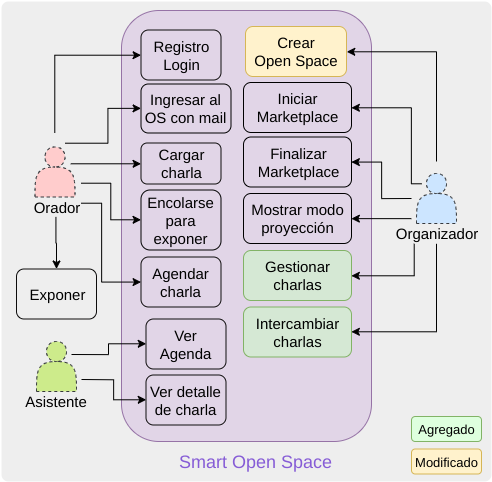 Registro
Login
Ingresar al
OS con mail
Cargar
charla
Encolarse
para
exponer
Agendar
charla
Ver
Agenda
Ver detalle
de charla
Crear
Open Space
Iniciar
Marketplace
Finalizar
Marketplace
Mostrar modo
proyección
Gestionar
charlas
Intercambiar
charlas
Orador
Exponer
Asistente
Organizador
Smart Open Space
Agregado
Modificado